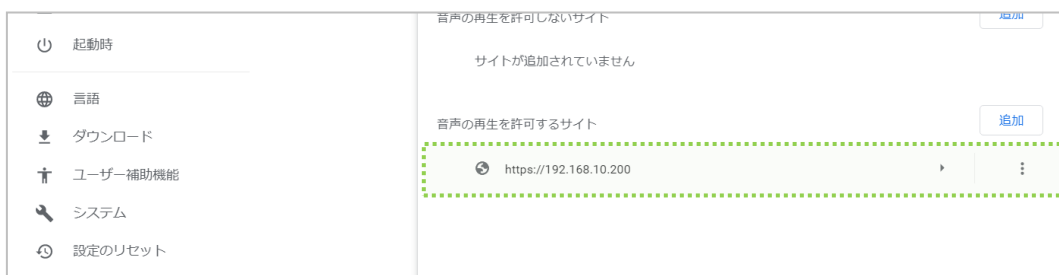 起動時
言語
ダウンロード
ユーザー補助機能
システム
設定のリセット
音声の再生を許可しないサイト
追加
サイトが追加されていません
音声の再生を許可するサイト
追加
https://192.168.10.200